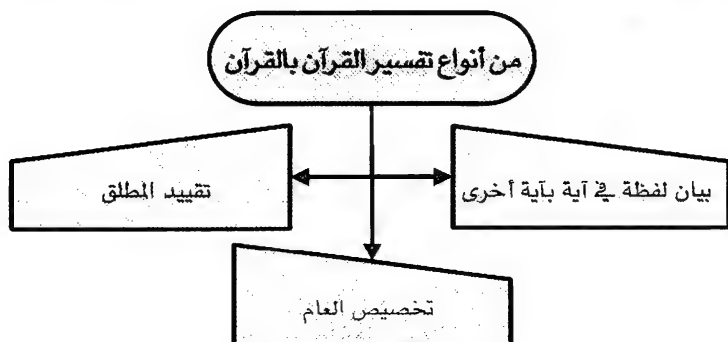 من أنواع تفسير القرآن بالقرآن
بيان لفظة في آية بآية أخرى
تقييد المطلق
تخصيص العام